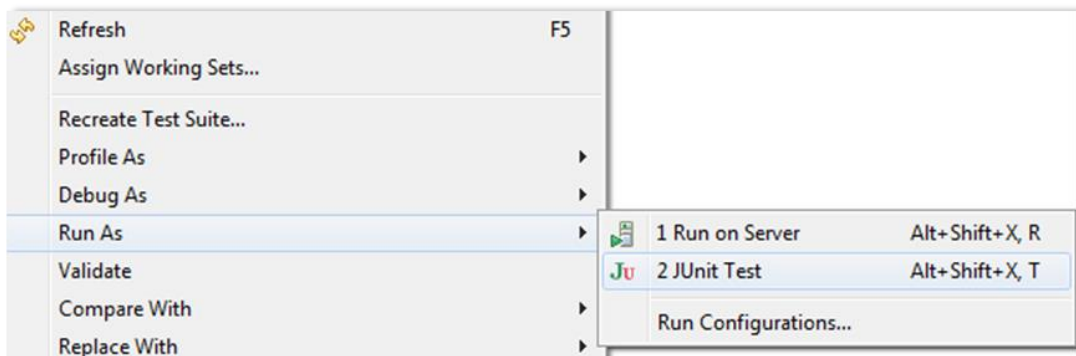 Refresh F5
Assign Working Sets...
Recreate Test Suite...
Profile As
Debug As
Run As
Validate
Compare With
Replace With
1 Run on Server Alt+Shift+X, R
JU 2 JUnit Test Alt+Shift+X, T
Run Configurations...